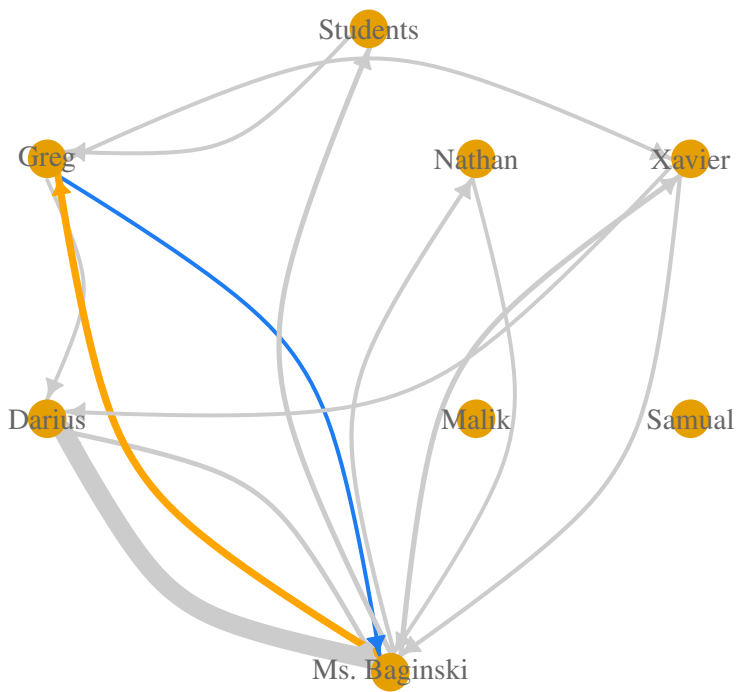 Students
Greg
Nathan
Xavier
Darius
Malik
Samual
Ms. Baginski